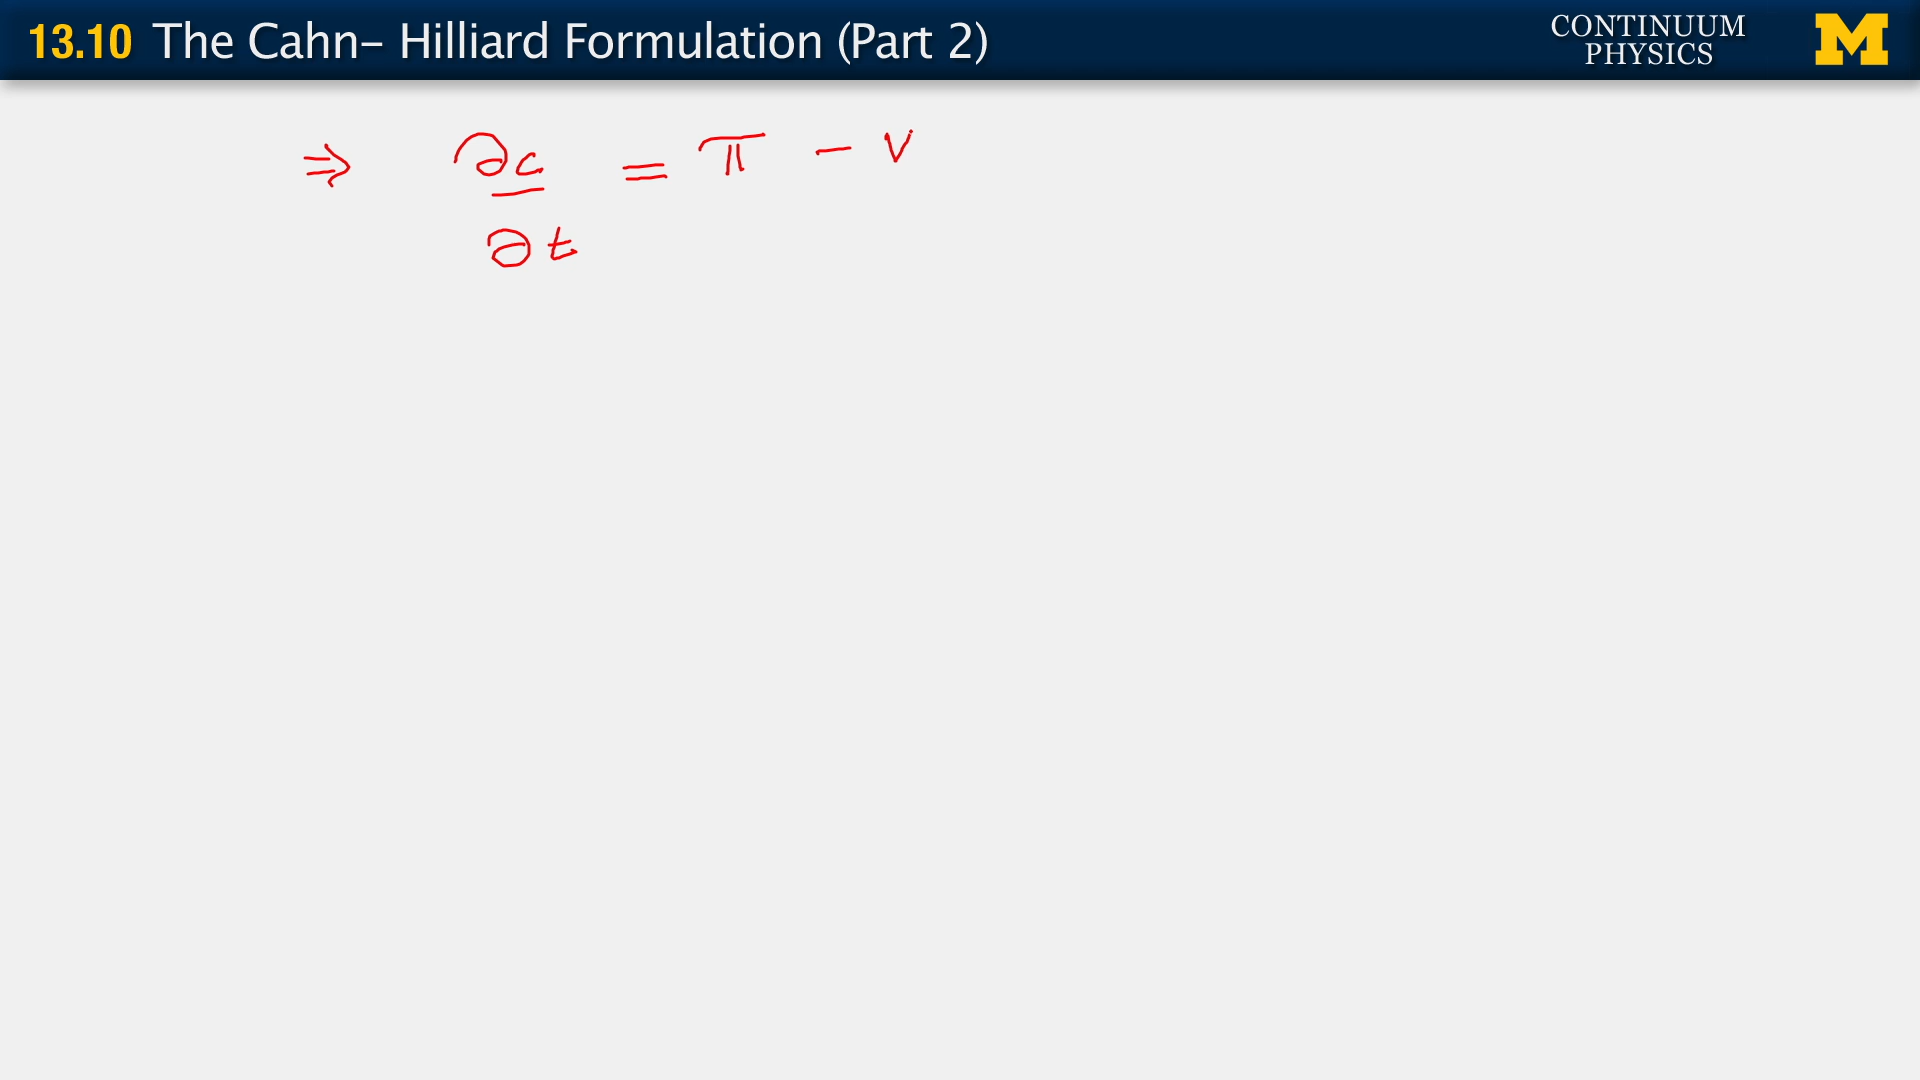 13.10 The Cahn– Hilliard Formulation (Part 2)
CONTINUUM
PHYSICS
M
⇒ ∂c = π - v
∂t